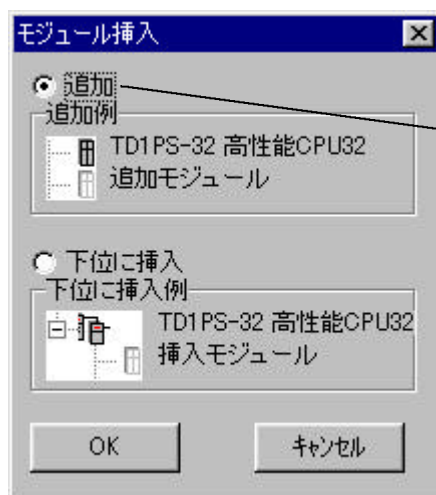 モジュール挿入
追加
追加例
TD1PS-32 高性能CPU32
追加モジュール
下位に挿入
下位に挿入例
TD1PS-32 高性能CPU32
挿入モジュール
OK
ｷｬﾝｾﾙ